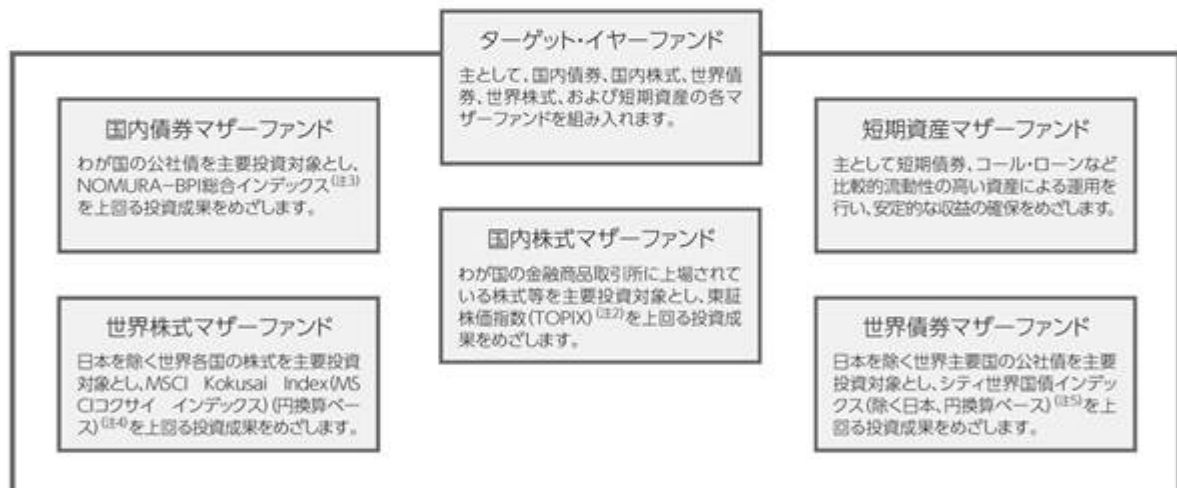 ターゲット・イヤーファンド
主として、国内債券、国内株式、世界債
券、世界株式、および短期資産の各マ
ザーファンドを組み入れます。
国内債券マザーファンド
わが国の公社債を主要投資対象とし、
NOMURA−BPI総合インデックス(注3)
を上回る投資成果をめざします。
短期資産マザーファンド
主として短期債券、コール・ローンなど
比較的流動性の高い資産による運用を
行い、安定的な収益の確保をめざします。
国内株式マザーファンド
わが国の金融商品取引所に上場されて
いる株式等を主要投資対象とし、東証
株価指数(TOPIX)(注2)を上回る投資成
果をめざします。
世界株式マザーファンド
日本を除く世界各国の株式を主要投資
対象とし、MSCI Kokusai Index(MS
CIコクサイ インデックス)(円換算ベー
ス)(注4)を上回る投資成果をめざします。
世界債券マザーファンド
日本を除く世界主要国の公社債を主要
投資対象とし、シティ世界国債インデッ
クス(除く日本、円換算ベース)(注5)を上
回る投資成果をめざします。